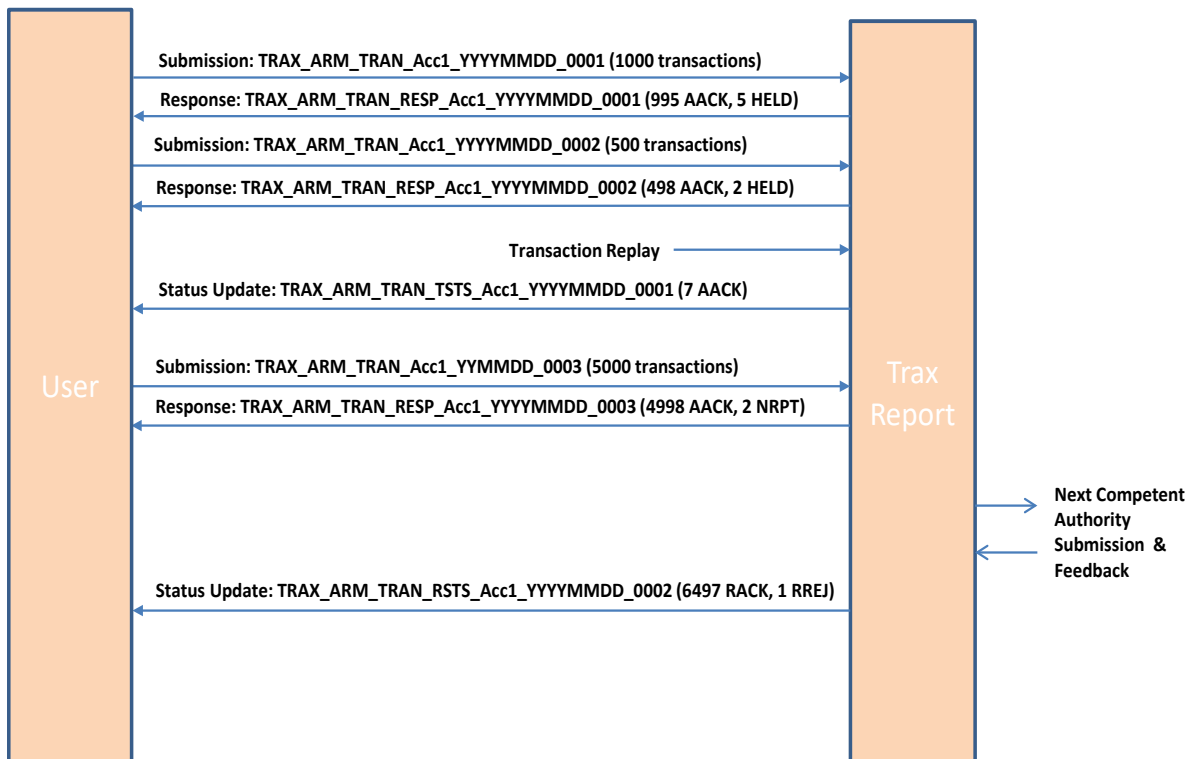 Submission: TRAX_ARM_TRAN_Acc1_YYYYMMDD_0001 (1000 transactions)
Response: TRAX_ARM_TRAN_RESP_Acc1_YYYYMMDD_0001 (995 AACK, 5 HELD)
Submission: TRAX_ARM_TRAN_Acc1_YYYYMMDD_0002 (500 transactions)
Response: TRAX_ARM_TRAN_RESP_Acc1_YYYYMMDD_0002 (498 AACK, 2 HELD)
Transaction Replay
Status Update: TRAX_ARM_TRAN_TSTS_Acc1_YYYYMMDD_0001 (7 AACK)
Submission: TRAX_ARM_TRAN_Acc1_YYMMDD_0003 (5000 transactions)
User
Trax
Report
Response: TRAX_ARM_TRAN_RESP_Acc1_YYYYMMDD_0003 (4998 AACK, 2 NRPT)
Next Competent
Authority
Submission &
Feedback
Status Update: TRAX_ARM_TRAN_RSTS_Acc1_YYYYMMDD_0002 (6497 RACK, 1 RREJ)